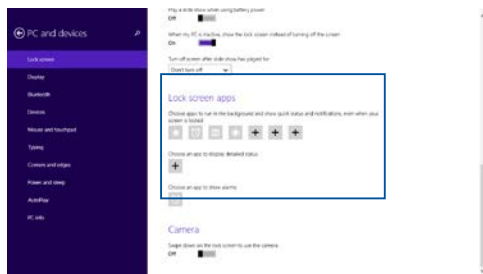 Play a slide show when using battery power
Off
PC and devices
When my PC is inactive, show the lock screen instead of turning off the screen
On
Lock screen
Turn off screen after slide show has played for
Don't turn off
Display
Bluetooth
Devices
Mouse and touchpad
Typing
Corners and edges
Power and sleep
AutoPlay
PC info
Lock screen apps
Choose apps to run in the background and show quick status and notifications, even when your
screen is locked
Choose an app to display detailed status
Choose an app to show alarms
Camera
Swipe down on the lock screen to use the camera
Off